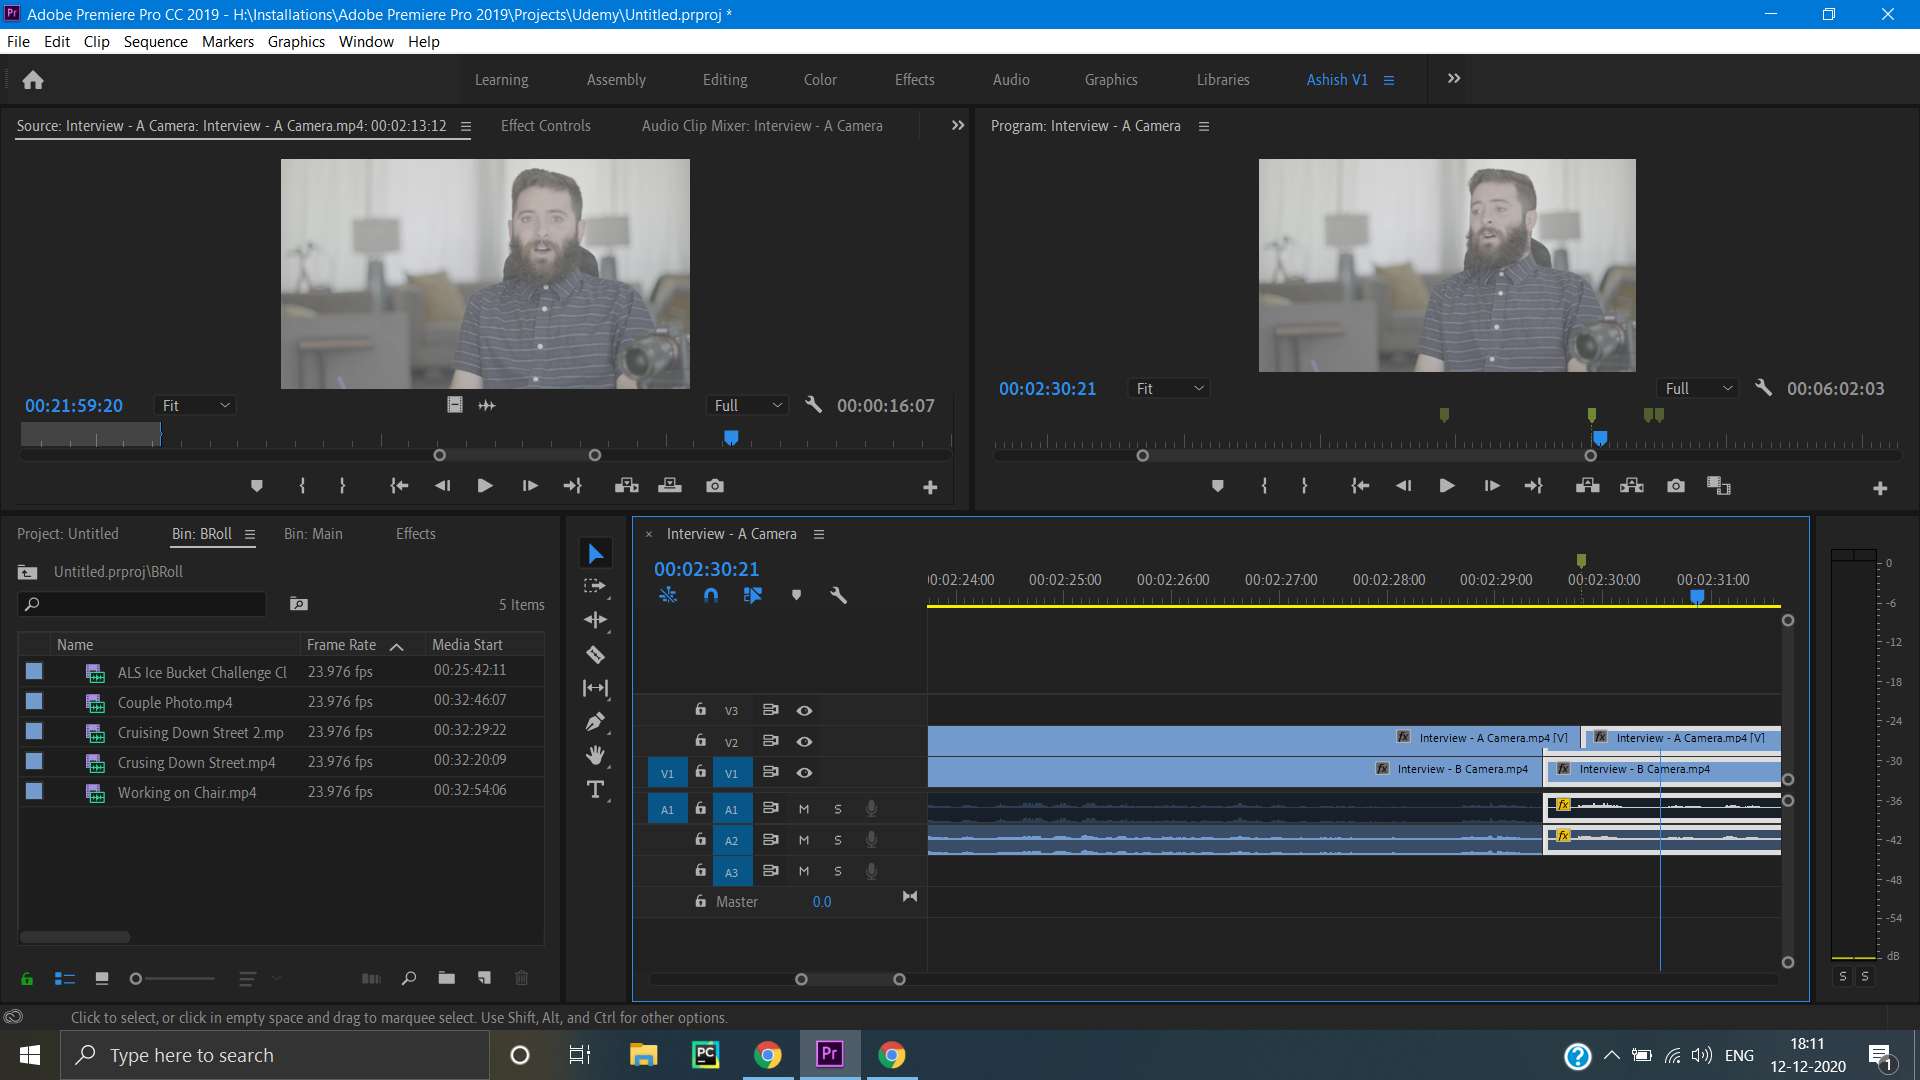 Pr Adobe Premiere Pro CC 2019 - H:\Installations\Adobe Premiere Pro 2019\Projects\Udemy\Untitled.prproj *
File Edit Clip Sequence Markers Graphics Window Help
Learning Assembly Editing Color Effects Audio Graphics Libraries Ashish V1
Source: Interview - A Camera: Interview - A Camera.mp4: 00:02:13:12 Effect Controls Audio Clip Mixer: Interview - A Camera
Program: Interview - A Camera
00:21:59:20 Fit Full 00:00:16:07
00:02:30:21 Fit Full 00:06:02:03
Project: Untitled Bin: BRoll Bin: Main Effects
Untitled.prproj\BRoll
5 Items
Name Frame Rate Media Start
ALS Ice Bucket Challenge Cl 23.976 fps 00:25:42:11
Couple Photo.mp4 23.976 fps 00:32:46:07
Cruising Down Street 2.mp 23.976 fps 00:32:29:22
Crusing Down Street.mp4 23.976 fps 00:32:20:09
Working on Chair.mp4 23.976 fps 00:32:54:06
× Interview - A Camera
00:02:30:21
00:02:24:00 00:02:25:00 00:02:26:00 00:02:27:00 00:02:28:00 00:02:29:00 00:02:30:00 00:02:31:00
V3
V2 fx Interview - A Camera.mp4 [V] fx Interview - A Camera.mp4 [V]
V1 V1 fx Interview - B Camera.mp4 fx Interview - B Camera.mp4
A1 A1 M S fx
A2 M S fx
A3 M S
Master 0.0
0
-6
-12
-18
-24
-30
-36
-42
-48
-54
dB
S S
Click to select, or click in empty space and drag to marquee select. Use Shift, Alt, and Ctrl for other options.
Type here to search
PC
Pr
ENG
18:11
12-12-2020
1